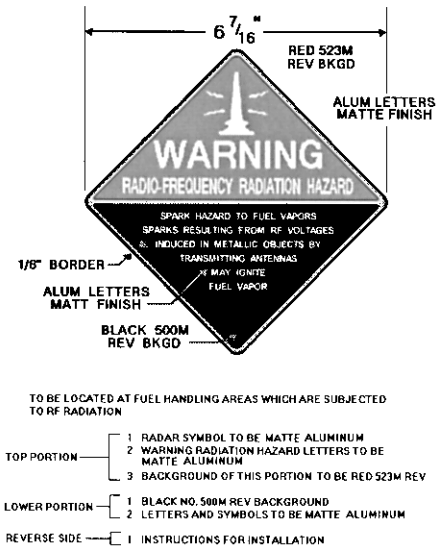 6 7/16"
RED 523M
REV BKGD
ALUM LETTERS
MATTE FINISH
WARNING
RADIO-FREQUENCY RADIATION HAZARD
SPARK HAZARD TO FUEL VAPORS
SPARKS RESULTING FROM RF VOLTAGES
INDUCED IN METALLIC OBJECTS BY
TRANSMITTING ANTENNAS
MAY IGNITE
FUEL VAPOR
1/8" BORDER
ALUM LETTERS
MATT FINISH
BLACK 500M
REV BKGD
TO BE LOCATED AT FUEL HANDLING AREAS WHICH ARE SUBJECTED
TO RF RADIATION
TOP PORTION
1 RADAR SYMBOL TO BE MATTE ALUMINUM
2 WARNING RADIATION HAZARD LETTERS TO BE
MATTE ALUMINUM
3 BACKGROUND OF THIS PORTION TO BE RED 523M REV
LOWER PORTION
1 BLACK NO. 500M REV BACKGROUND
2 LETTERS AND SYMBOLS TO BE MATTE ALUMINUM
REVERSE SIDE
1 INSTRUCTIONS FOR INSTALLATION